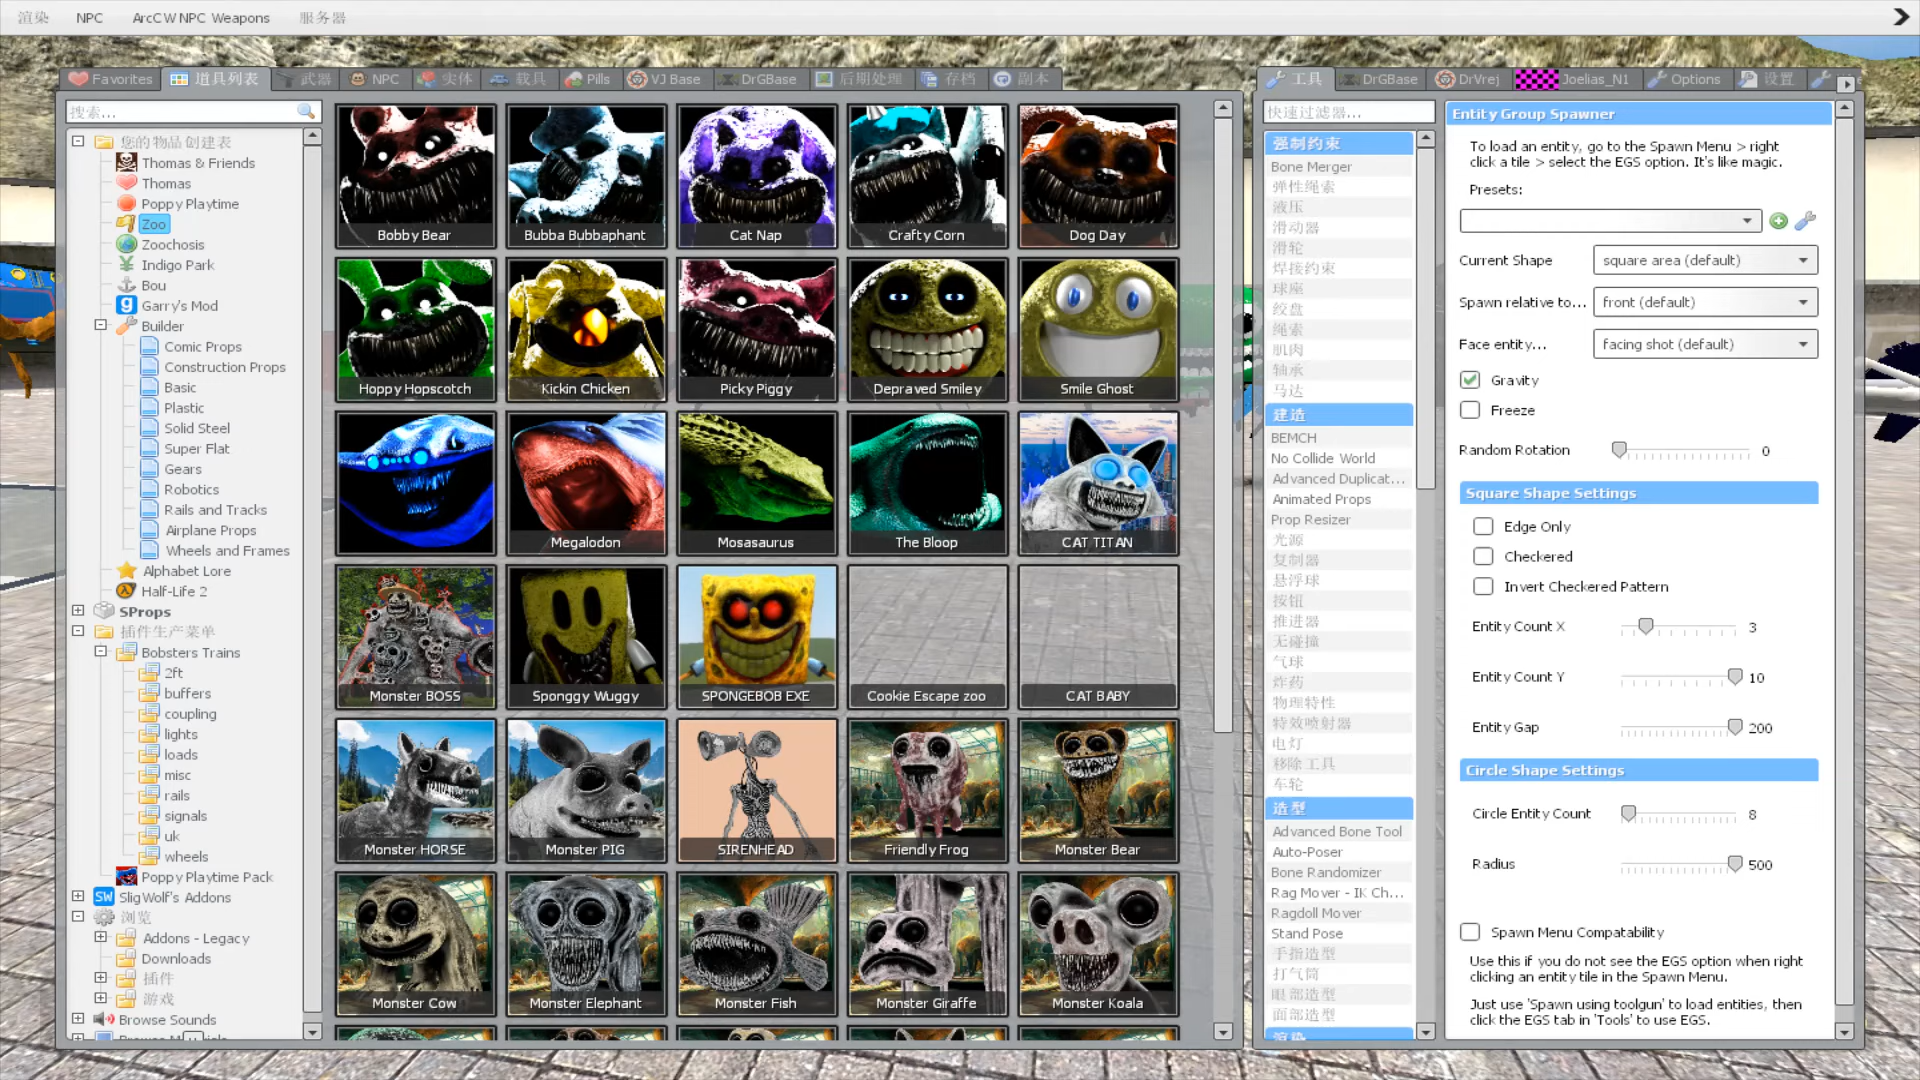 渲染 NPC ArcCW NPC Weapons 服务器
Favorites 道具列表 武器 NPC 实体 载具 Pills VJ Base DrGBase 后期处理 存档 副本
搜索...
您的物品创建表
Thomas & Friends
Thomas
Poppy Playtime
Zoo
Zoochosis
Indigo Park
Bou
Garry's Mod
Builder
Comic Props
Construction Props
Basic
Plastic
Solid Steel
Super Flat
Gears
Robotics
Rails and Tracks
Airplane Props
Wheels and Frames
Alphabet Lore
Half-Life 2
SProps
插件生产菜单
Bobsters Trains
2ft
buffers
coupling
lights
loads
misc
rails
signals
uk
wheels
Poppy Playtime Pack
SligWolf's Addons
浏览
Addons - Legacy
Downloads
插件
游戏
Browse Sounds
Bobby Bear Bubba Bubbaphant Cat Nap Crafty Corn Dog Day
Hoppy Hopscotch Kickin Chicken Picky Piggy Depraved Smiley Smile Ghost
Megalodon Mosasaurus The Bloop CAT TITAN
Monster BOSS Sponggy Wuggy SPONGEBOB EXE Cookie Escape zoo CAT BABY
Monster HORSE Monster PIG SIRENHEAD Friendly Frog Monster Bear
Monster Cow Monster Elephant Monster Fish Monster Giraffe Monster Koala
工具 DrGBase DrVrej Joelias_N1 Options 设置
快速过滤器...
强制约束
Bone Merger
弹性绳索
液压
滑动器
滑轮
焊接约束
球座
绞盘
绳索
肌肉
轴承
马达
建造
BEMCH
No Collide World
Advanced Duplicat...
Animated Props
Prop Resizer
光源
复制器
悬浮球
按钮
推进器
无碰撞
气球
炸药
物理特性
特效喷射器
电灯
移除工具
车轮
造型
Advanced Bone Tool
Auto-Poser
Bone Randomizer
Rag Mover - IK Ch...
Ragdoll Mover
Stand Pose
手指造型
打气筒
眼部造型
面部造型
渲染
Entity Group Spawner
To load an entity, go to the Spawn Menu > right
click a tile > select the EGS option. It's like magic.
Presets:
Current Shape square area (default)
Spawn relative to... front (default)
Face entity... facing shot (default)
Gravity
Freeze
Random Rotation 0
Square Shape Settings
Edge Only
Checkered
Invert Checkered Pattern
Entity Count X 3
Entity Count Y 10
Entity Gap 200
Circle Shape Settings
Circle Entity Count 8
Radius 500
Spawn Menu Compatability
Use this if you do not see the EGS option when right
clicking an entity tile in the Spawn Menu.
Just use 'Spawn using toolgun' to load entities, then
click the EGS tab in 'Tools' to use EGS.